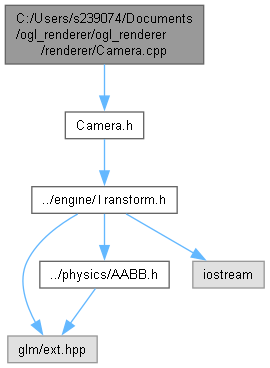 C:/Users/s239074/Documents
/ogl_renderer/ogl_renderer
/renderer/Camera.cpp
Camera.h
../engine/Transform.h
../physics/AABB.h
iostream
glm/ext.hpp